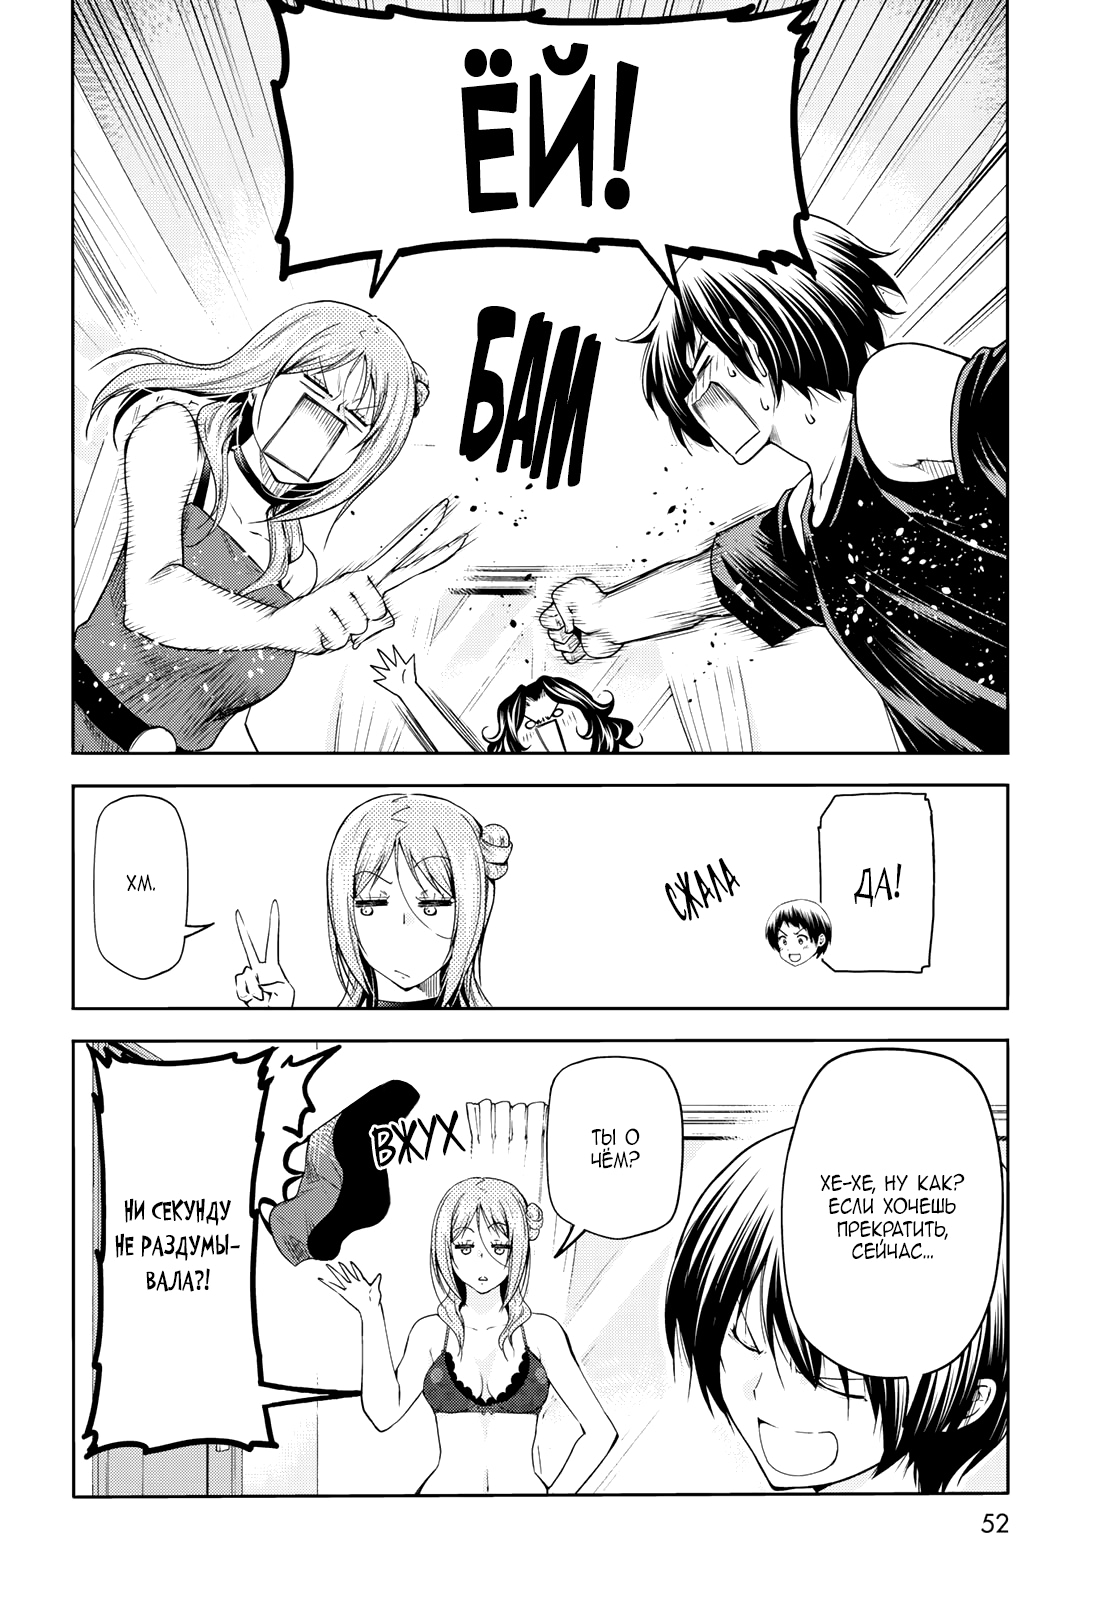 ЁЙ!
БАМ
ДА!
СЖАЛА
ХМ.
ХЕ-ХЕ, НУ КАК?
ЕСЛИ ХОЧЕШЬ
ПРЕКРАТИТЬ,
СЕЙЧАС...
ТЫ О
ЧЁМ?
ВЖУХ
НИ СЕКУНДУ
НЕ РАЗДУМЫ-
ВАЛА?!
52